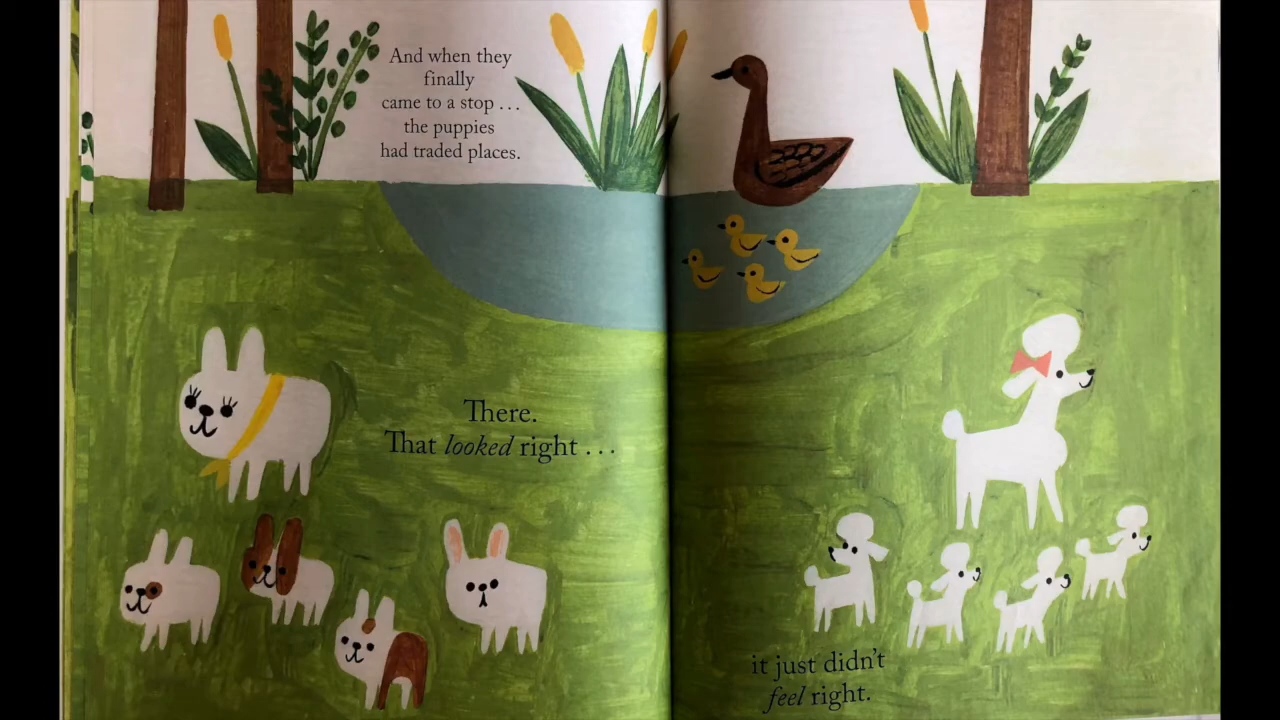 And when they
finally
came to a stop . . .
the puppies
had traded places.
There.
That looked right . . .
it just didn't
feel right.